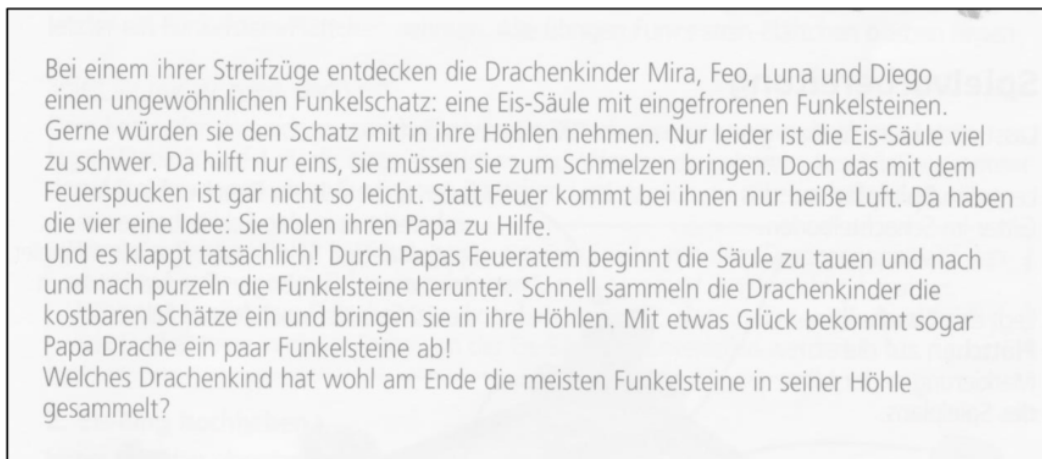 Bei einem ihrer Streifzüge entdecken die Drachenkinder Mira, Feo, Luna und Diego
einen ungewöhnlichen Funkelschatz: eine Eis-Säule mit eingefrorenen Funkelsteinen.
Gerne würden sie den Schatz mit in ihre Höhlen nehmen. Nur leider ist die Eis-Säule viel
zu schwer. Da hilft nur eins, sie müssen sie zum Schmelzen bringen. Doch das mit dem
Feuerspucken ist gar nicht so leicht. Statt Feuer kommt bei ihnen nur heiße Luft. Da haben
die vier eine Idee: Sie holen ihren Papa zu Hilfe.
Und es klappt tatsächlich! Durch Papas Feueratem beginnt die Säule zu tauen und nach
und nach purzeln die Funkelsteine herunter. Schnell sammeln die Drachenkinder die
kostbaren Schätze ein und bringen sie in ihre Höhlen. Mit etwas Glück bekommt sogar
Papa Drache ein paar Funkelsteine ab!
Welches Drachenkind hat wohl am Ende die meisten Funkelsteine in seiner Höhle
gesammelt?